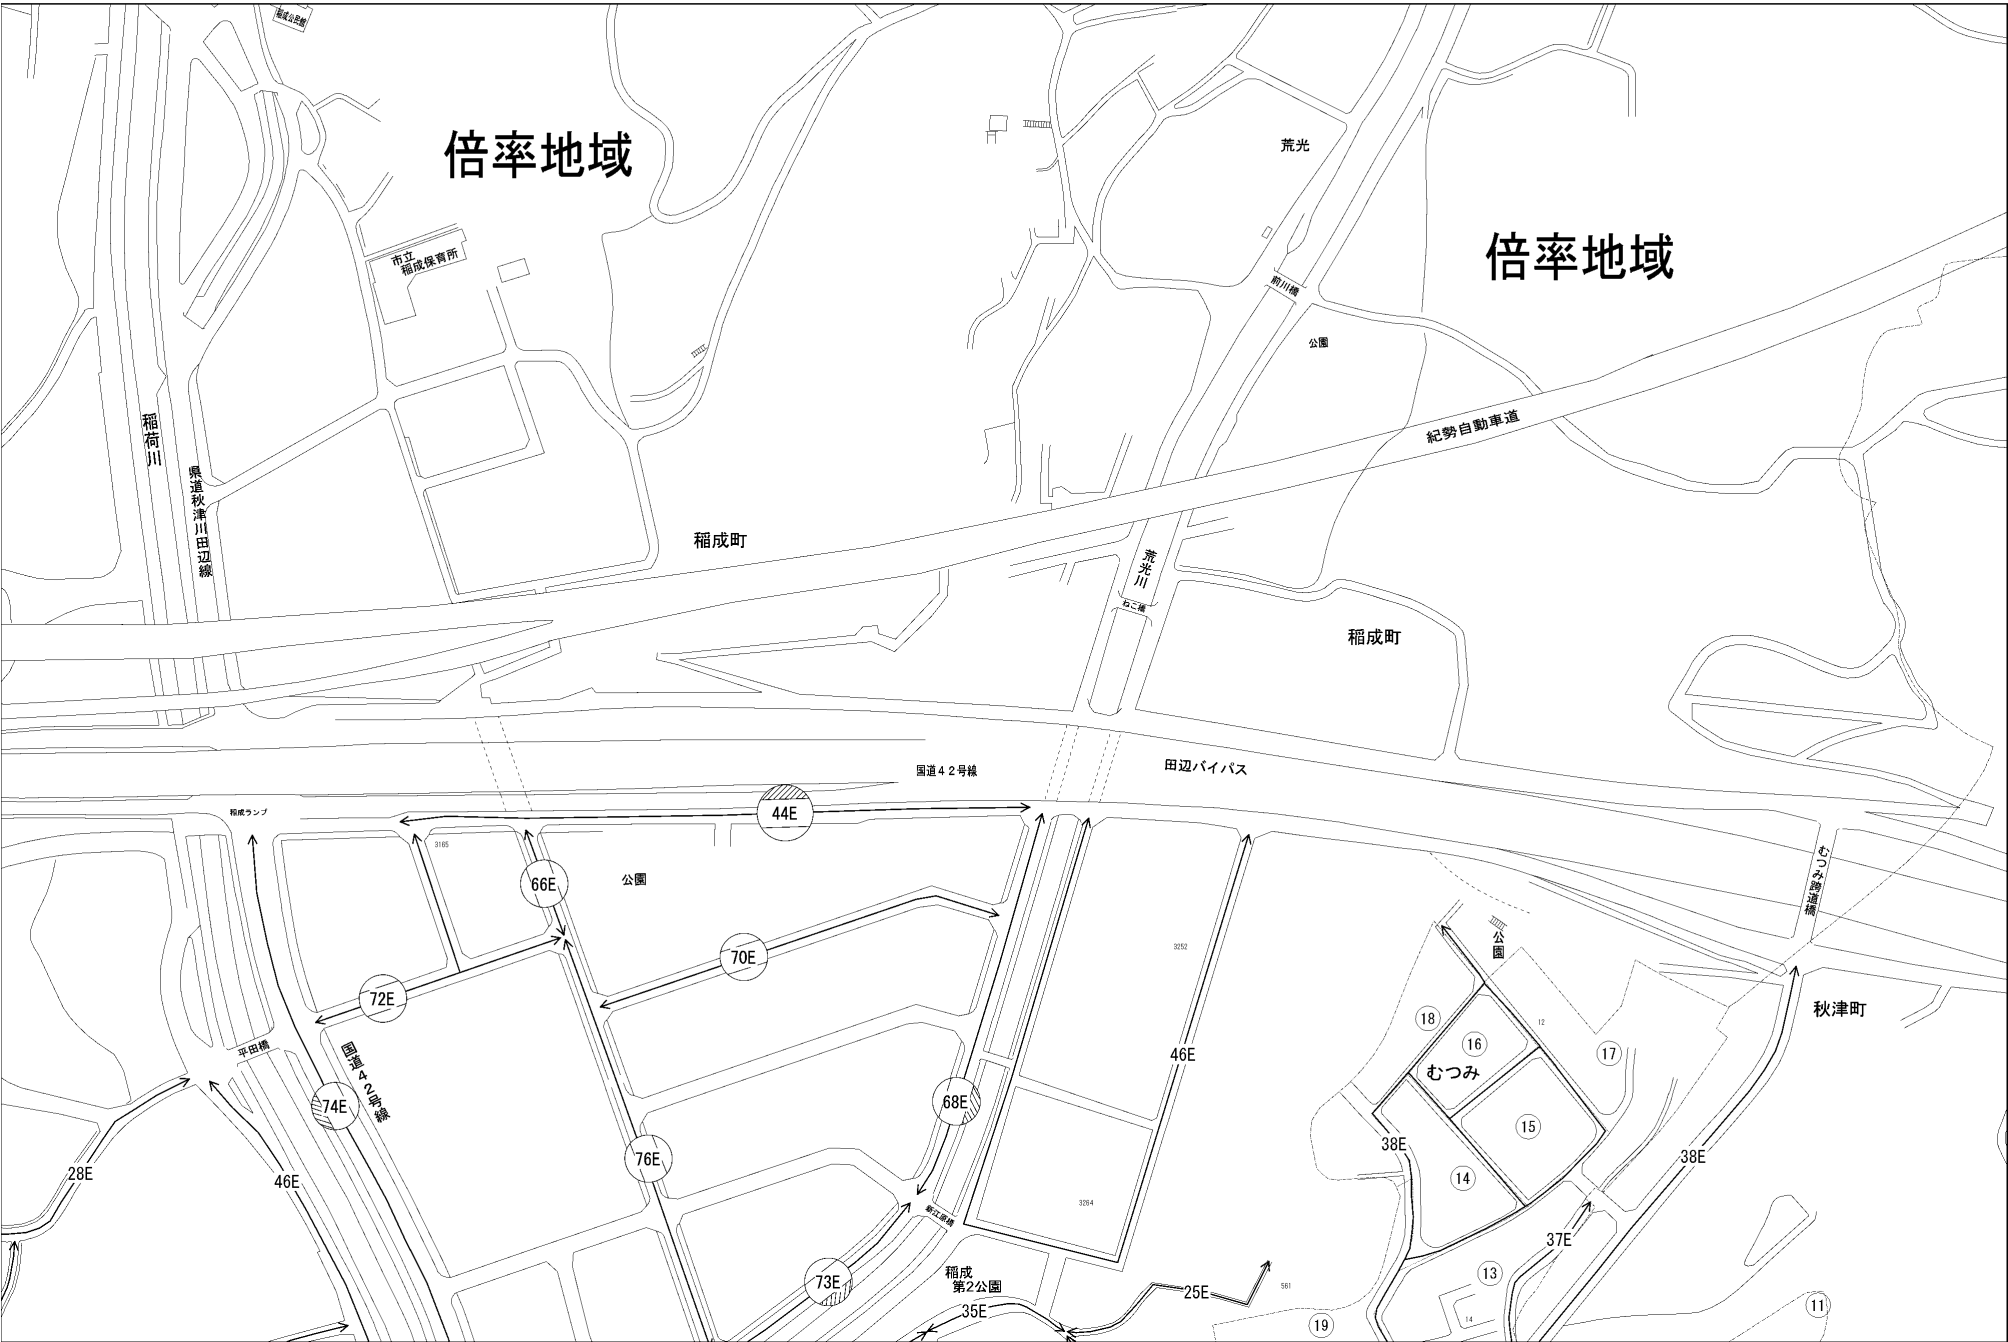 稲成公民館
倍率地域
荒光
倍率地域
市立
稲成保育所
前川橋
公園
稲荷川
紀勢自動車道
県道秋津川田辺線
稲成町
荒光川
ねこ橋
稲成町
国道42号線
田辺バイパス
稲成ランプ
44E
3165
むつみ跨道橋
66E
公園
3252
公園
70E
72E
秋津町
18
12
16
17
平田橋
国道42号線
46E
むつみ
74E
68E
15
38E
76E
38E
28E
46E
14
3264
新江原橋
37E
稲成
第2公園
73E
13
25E
561
35E
14
19
11